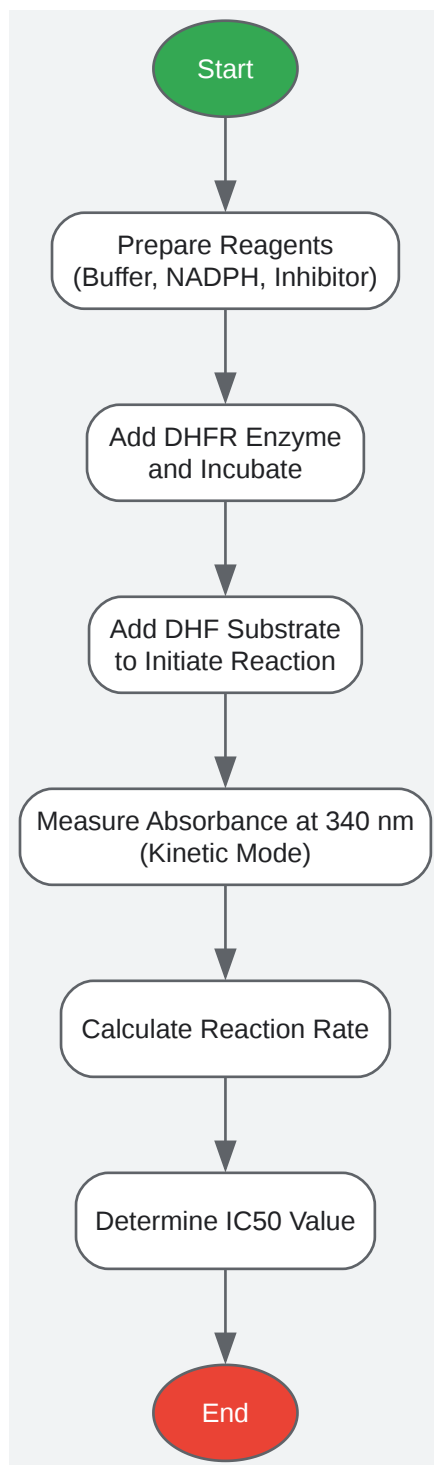 Start
Prepare Reagents
(Buffer, NADPH, Inhibitor)
Add DHFR Enzyme
and Incubate
Add DHF Substrate
to Initiate Reaction
Measure Absorbance at 340 nm
(Kinetic Mode)
Calculate Reaction Rate
Determine IC50 Value
End